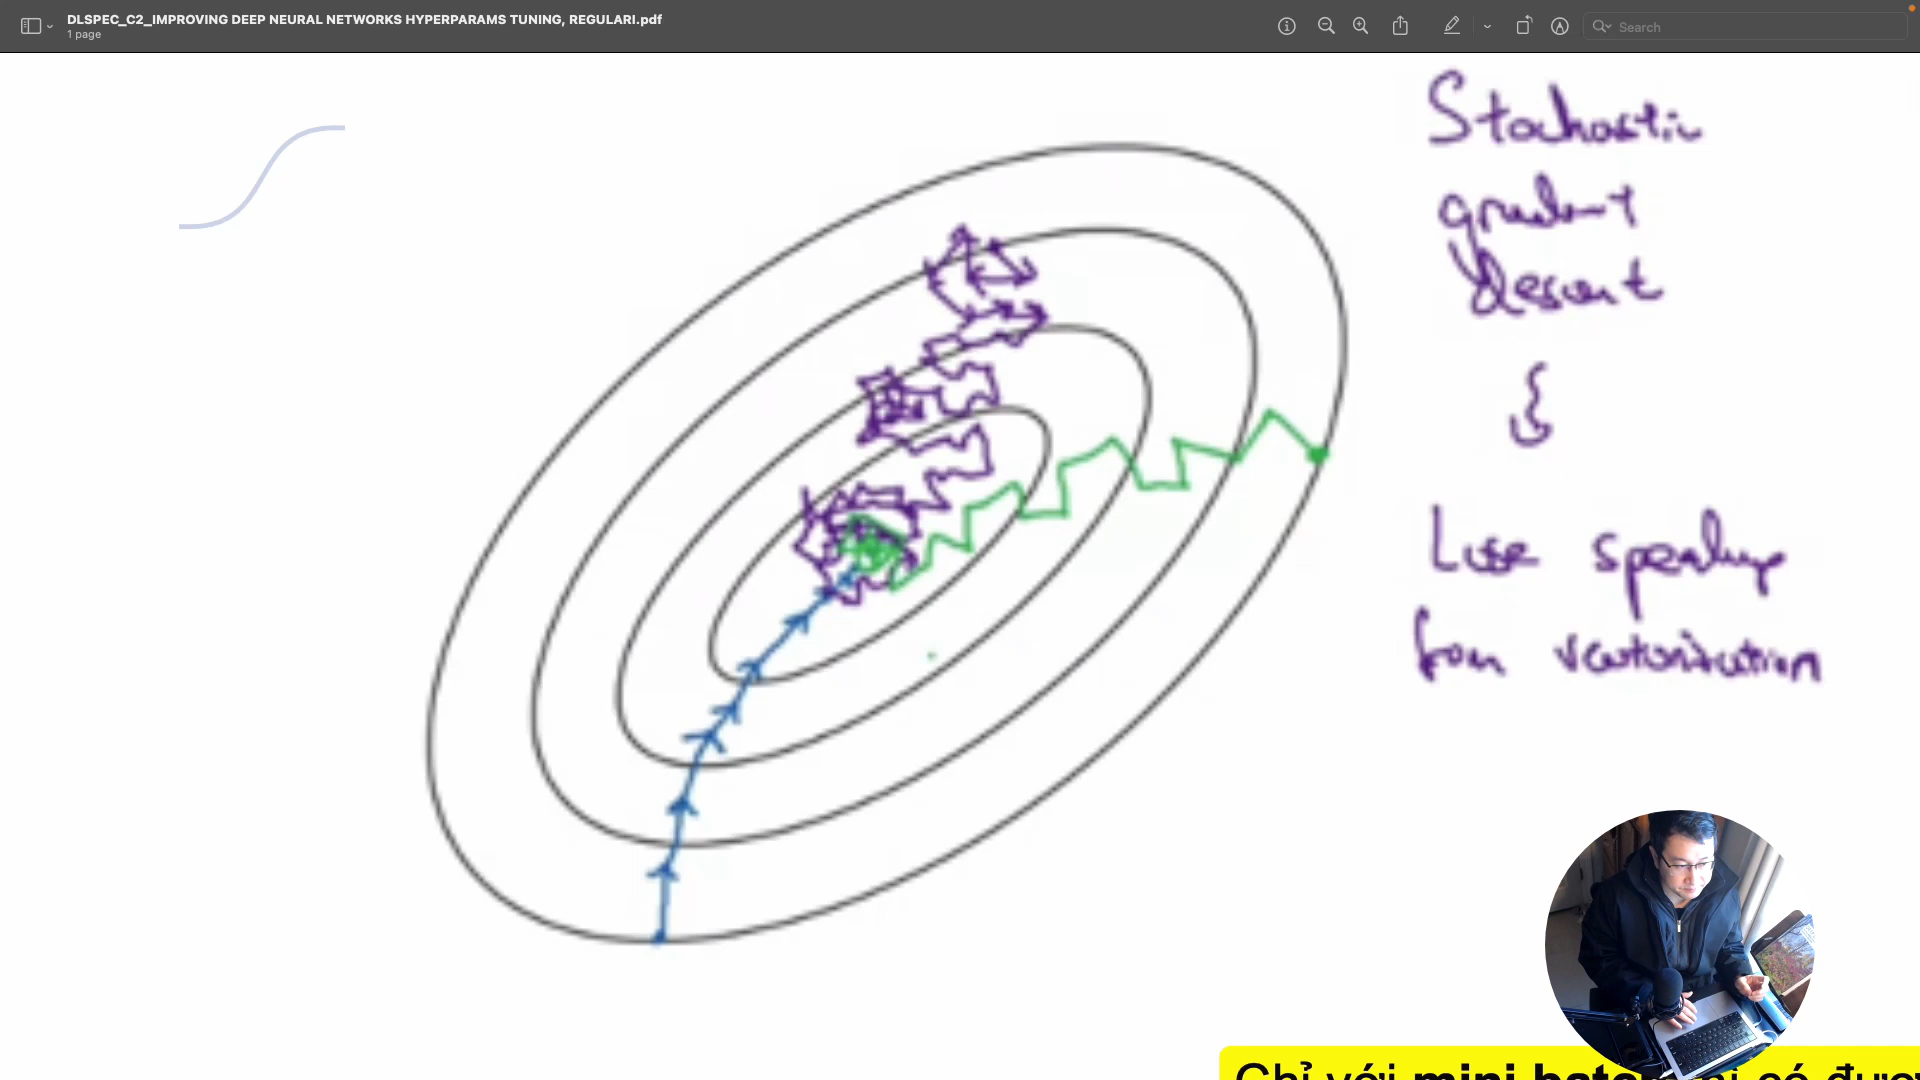 DLSPEC_C2_IMPROVING DEEP NEURAL NETWORKS HYPERPARAMS TUNING, REGULARI.pdf
1 page
Search
Stochastic
gradient
descent
Lose speedup
from vectorization
Chỉ với mini batch